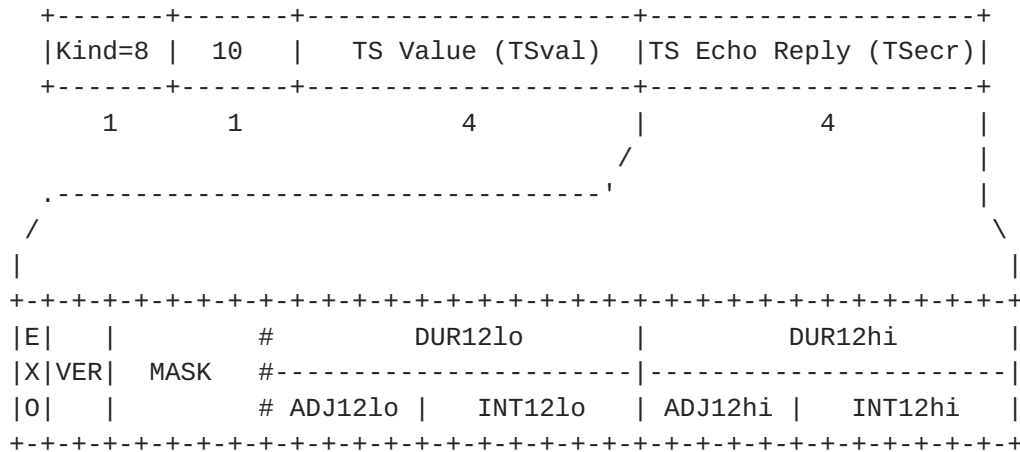 |Kind=8 | 10 | TS Value (TSval) |TS Echo Reply (TSecr)|
1 1 4 | 4 |
|E| | # DUR12lo | DUR12hi |
|X|VER| MASK #-----------------------|-----------------------|
|O| | # ADJ12lo | INT12lo | ADJ12hi | INT12hi |